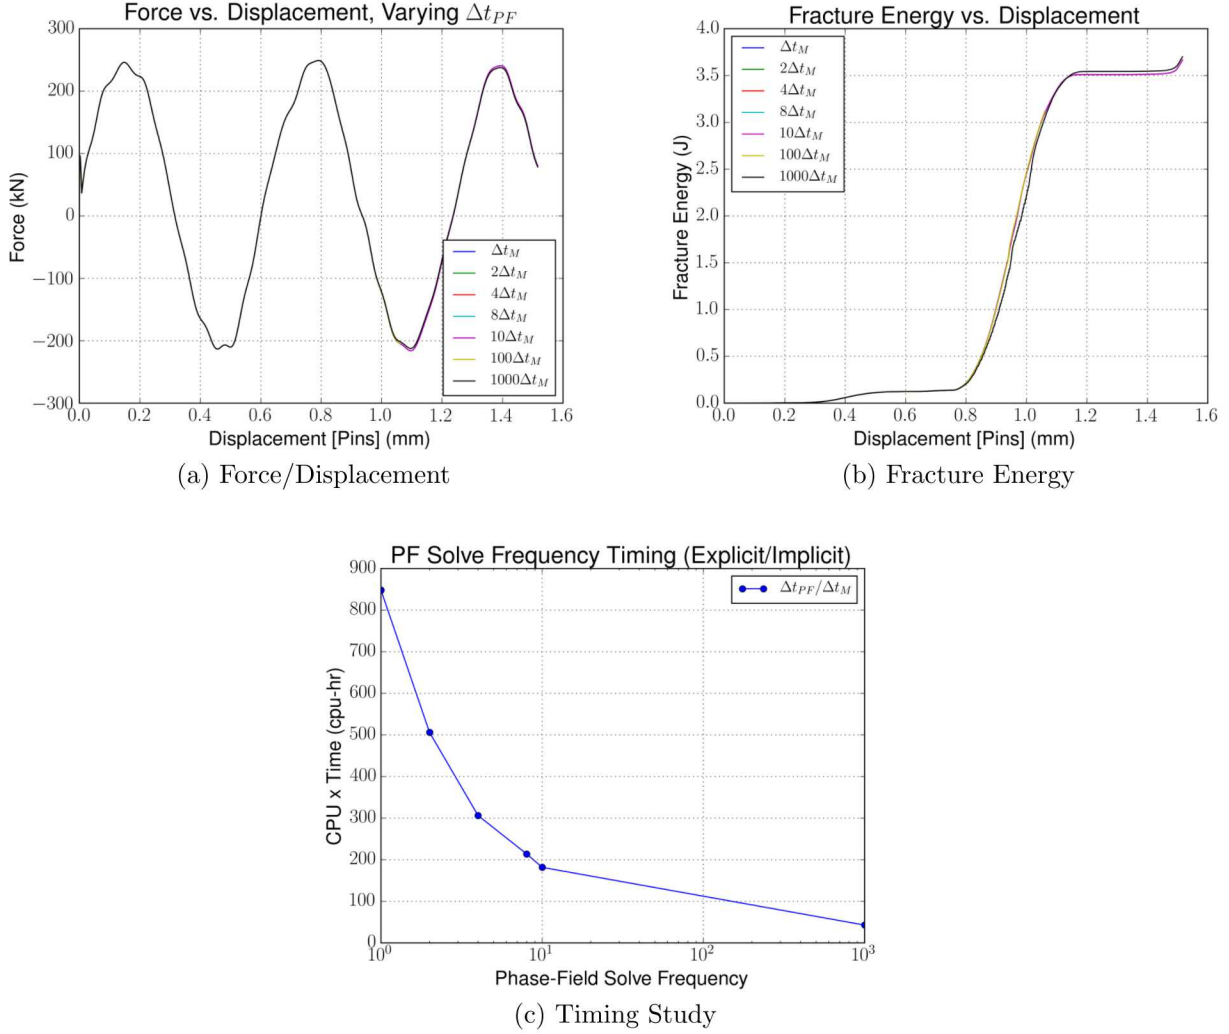 Force vs. Displacement, Varying Δt_{PF}
Force (kN)
300
200
100
0
−100
−200
−300
0.0 0.2 0.4 0.6 0.8 1.0 1.2 1.4 1.6
Displacement [Pins] (mm)
Δt_M
2Δt_M
4Δt_M
8Δt_M
10Δt_M
100Δt_M
1000Δt_M
(a) Force/Displacement
Fracture Energy vs. Displacement
Fracture Energy (J)
4.0
3.5
3.0
2.5
2.0
1.5
1.0
0.5
0.0
0.0 0.2 0.4 0.6 0.8 1.0 1.2 1.4 1.6
Displacement [Pins] (mm)
Δt_M
2Δt_M
4Δt_M
8Δt_M
10Δt_M
100Δt_M
1000Δt_M
(b) Fracture Energy
PF Solve Frequency Timing (Explicit/Implicit)
CPU x Time (cpu-hr)
900
800
700
600
500
400
300
200
100
0
10^0 10^1 10^2 10^3
Phase-Field Solve Frequency
Δt_{PF}/Δt_M
(c) Timing Study